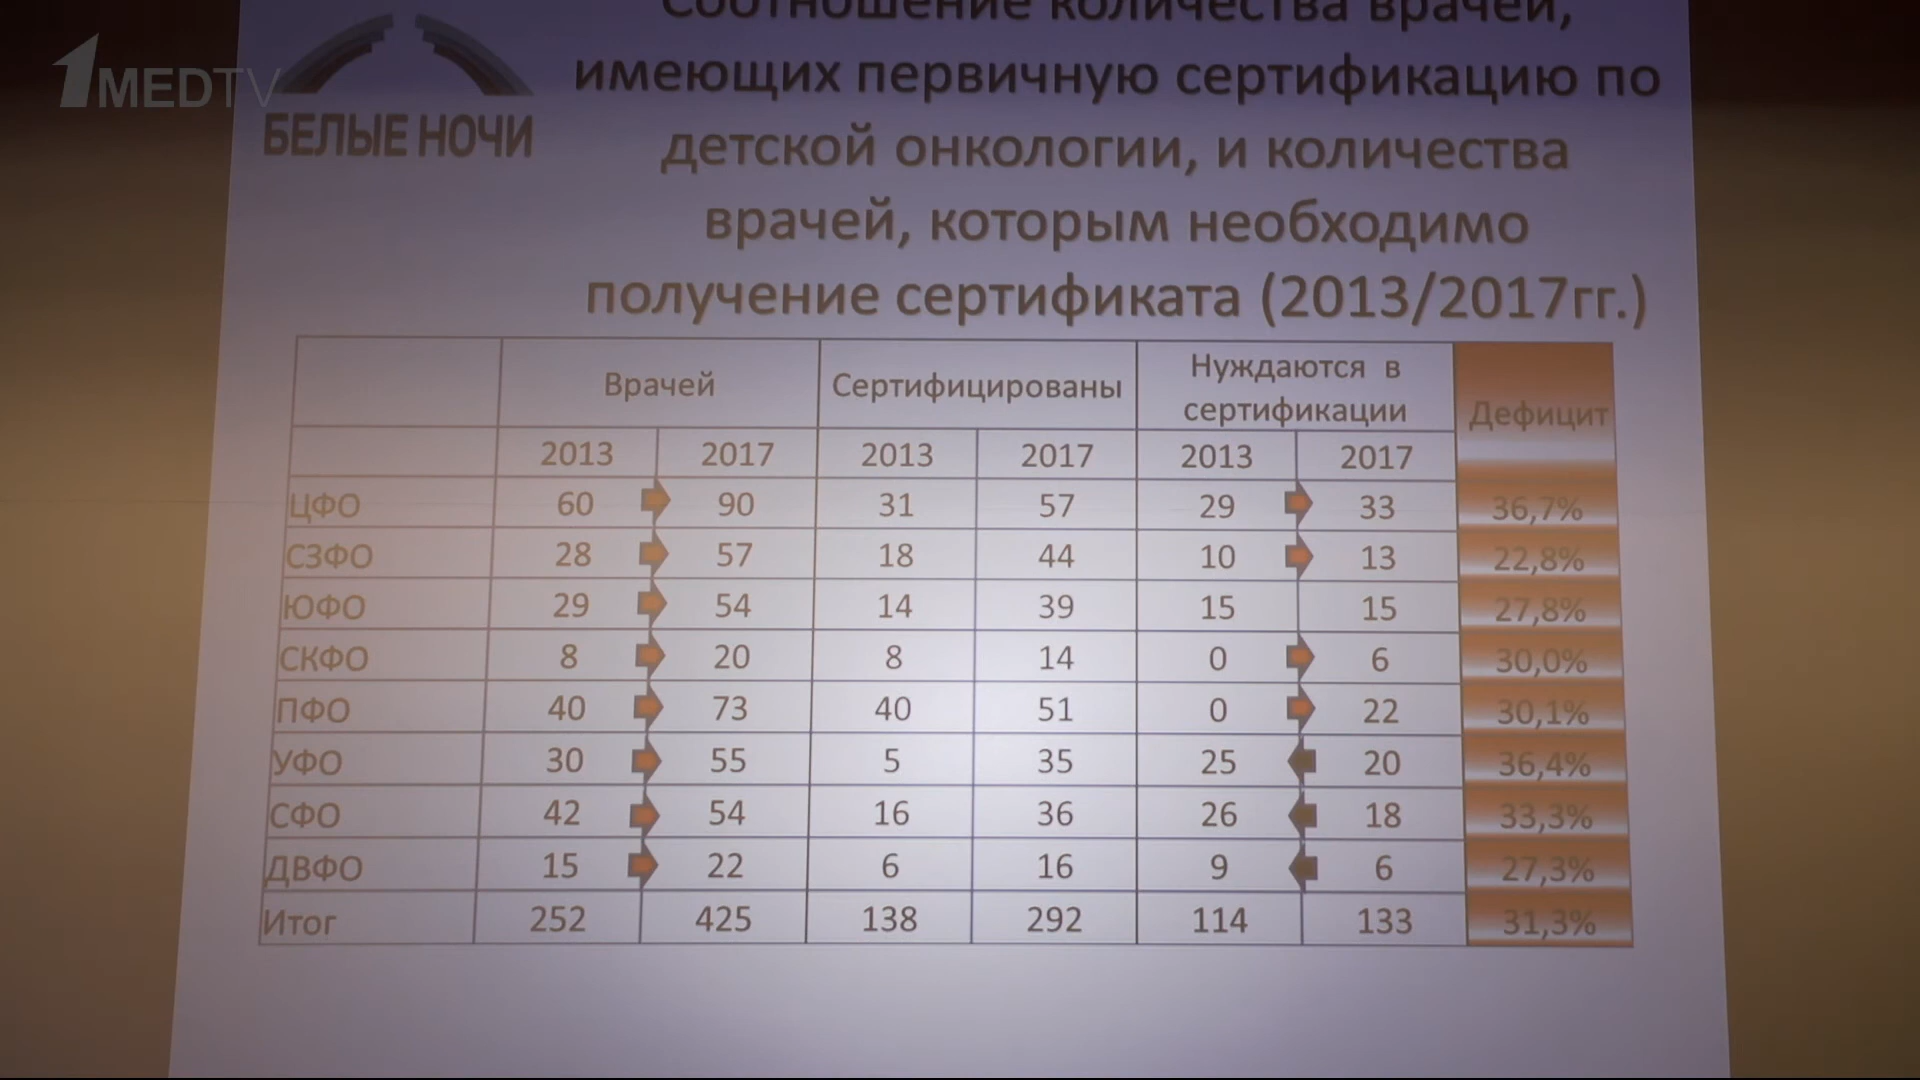 1MEDTV
БЕЛЫЕ НОЧИ
Соотношение количества врачей,
имеющих первичную сертификацию по
детской онкологии, и количества
врачей, которым необходимо
получение сертификата (2013/2017гг.)
Врачей Сертифицированы Нуждаются в сертификации Дефицит
2013 2017 2013 2017 2013 2017
ЦФО 60 90 31 57 29 33 36,7%
СЗФО 28 57 18 44 10 13 22,8%
ЮФО 29 54 14 39 15 15 27,8%
СКФО 8 20 8 14 0 6 30,0%
ПФО 40 73 40 51 0 22 30,1%
УФО 30 55 5 35 25 20 36,4%
СФО 42 54 16 36 26 18 33,3%
ДВФО 15 22 6 16 9 6 27,3%
Итог 252 425 138 292 114 133 31,3%